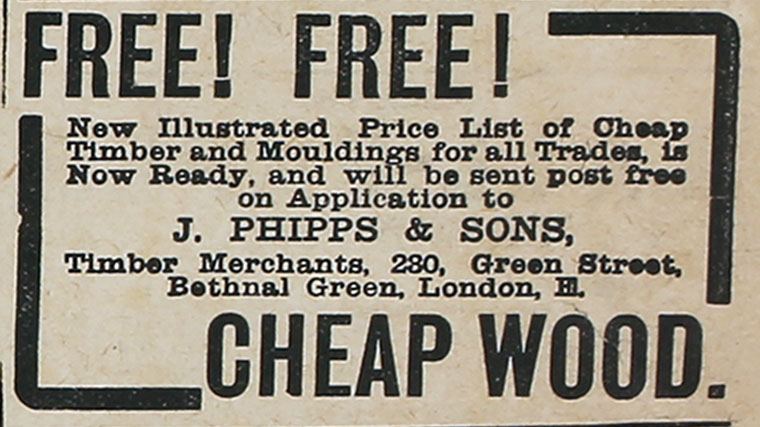 FREE! FREE!
New Illustrated Price List of Cheap
Timber and Mouldings for all Trades, is
Now Ready, and will be sent post free
on Application to
J. PHIPPS & SONS,
Timber Merchants, 280, Green Street,
Bethnal Green, London, E.
CHEAP WOOD.